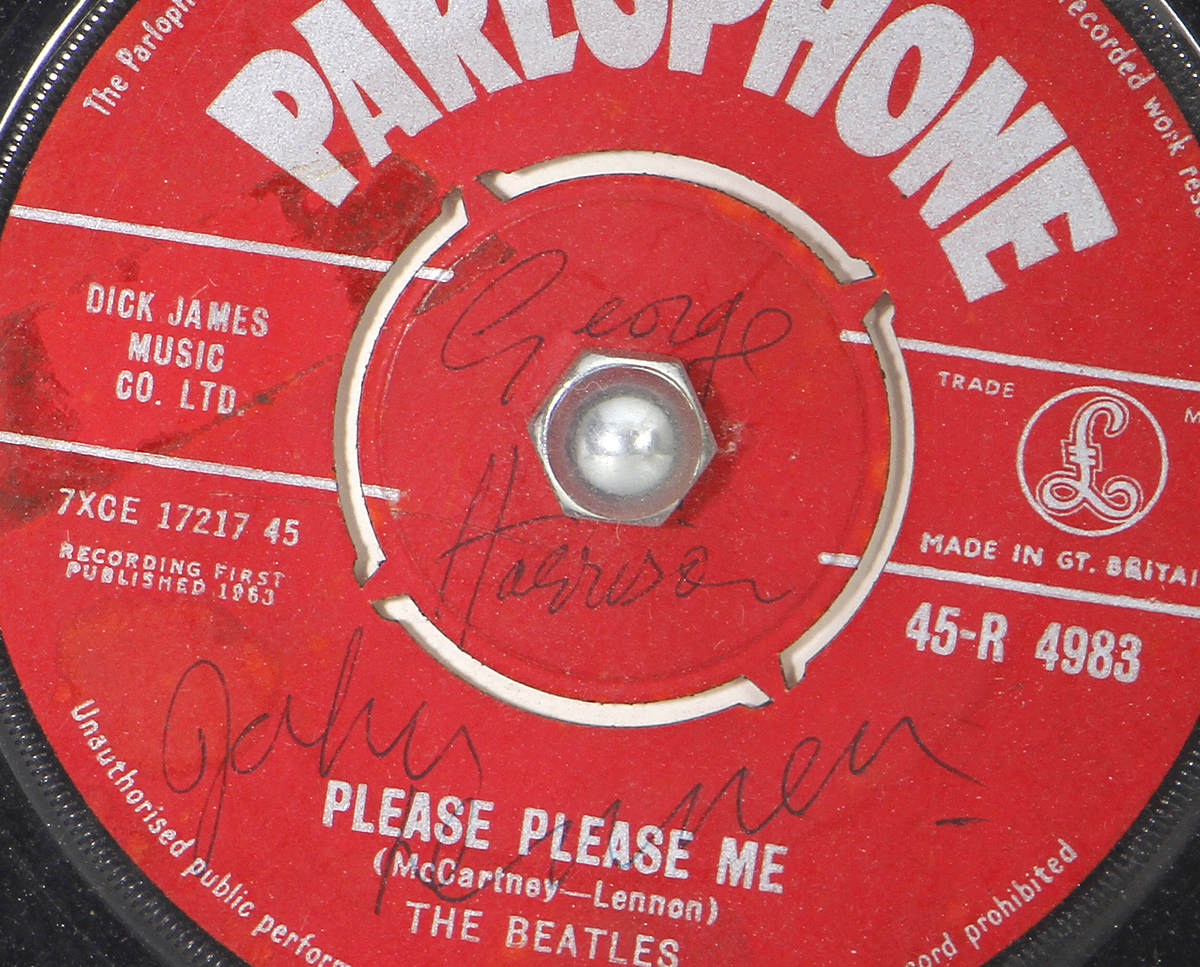 The Parloph
PARLOPHONE
recorded work res
DICK JAMES
MUSIC
CO. LTD.
George
Harrison
TRADE M
£
MADE IN GT. BRITAI
7XCE 17217 45
RECORDING FIRST
PUBLISHED 1963
45-R 4983
John
PLEASE PLEASE ME
(McCartney—Lennon)
THE BEATLES
Unauthorised public perform
ord prohibited